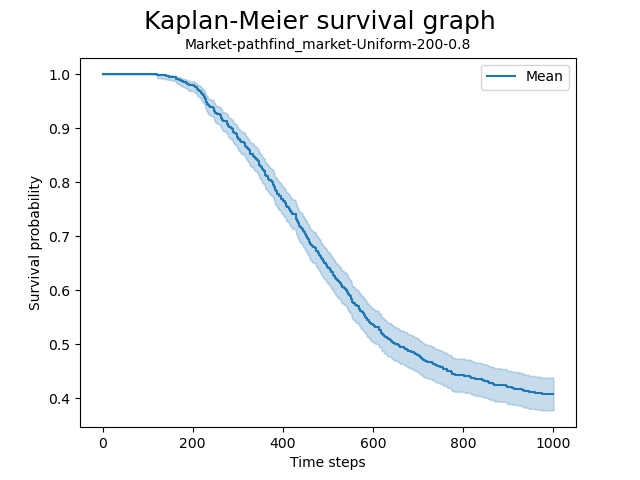 Kaplan-Meier survival graph
Market-pathfind_market-Uniform-200-0.8
Mean
Survival probability
1.0
0.9
0.8
0.7
0.6
0.5
0.4
0 200 400 600 800 1000
Time steps